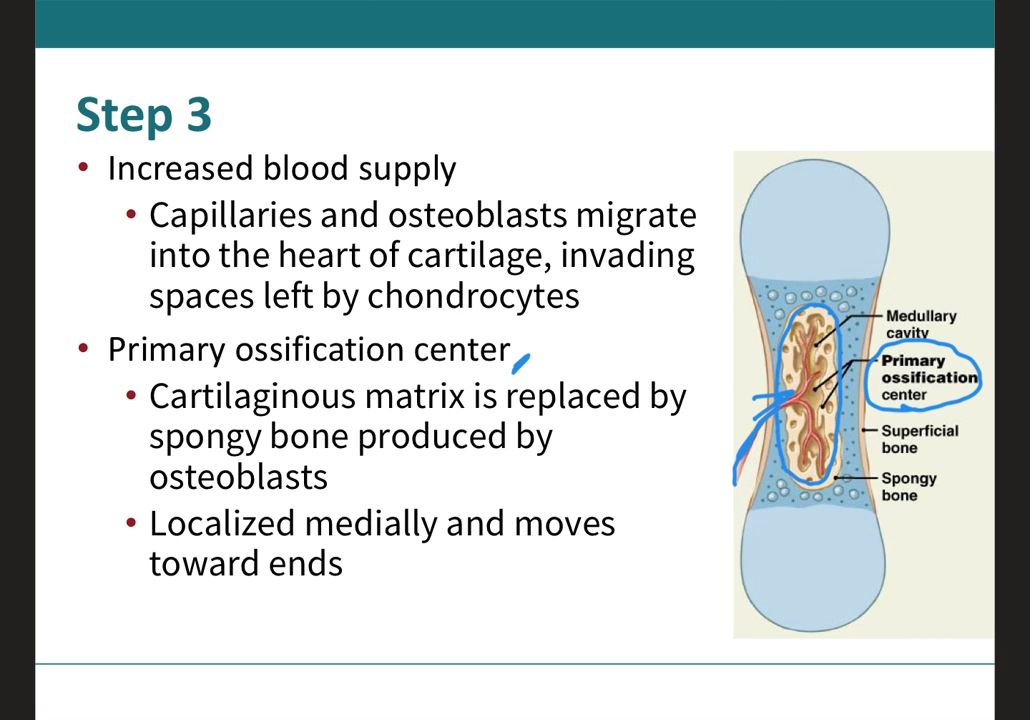 Step 3
• Increased blood supply
• Capillaries and osteoblasts migrate
into the heart of cartilage, invading
spaces left by chondrocytes
• Primary ossification center
• Cartilaginous matrix is replaced by
spongy bone produced by
osteoblasts
• Localized medially and moves
toward ends
Medullary
cavity
Primary
ossification
center
Superficial
bone
Spongy
bone